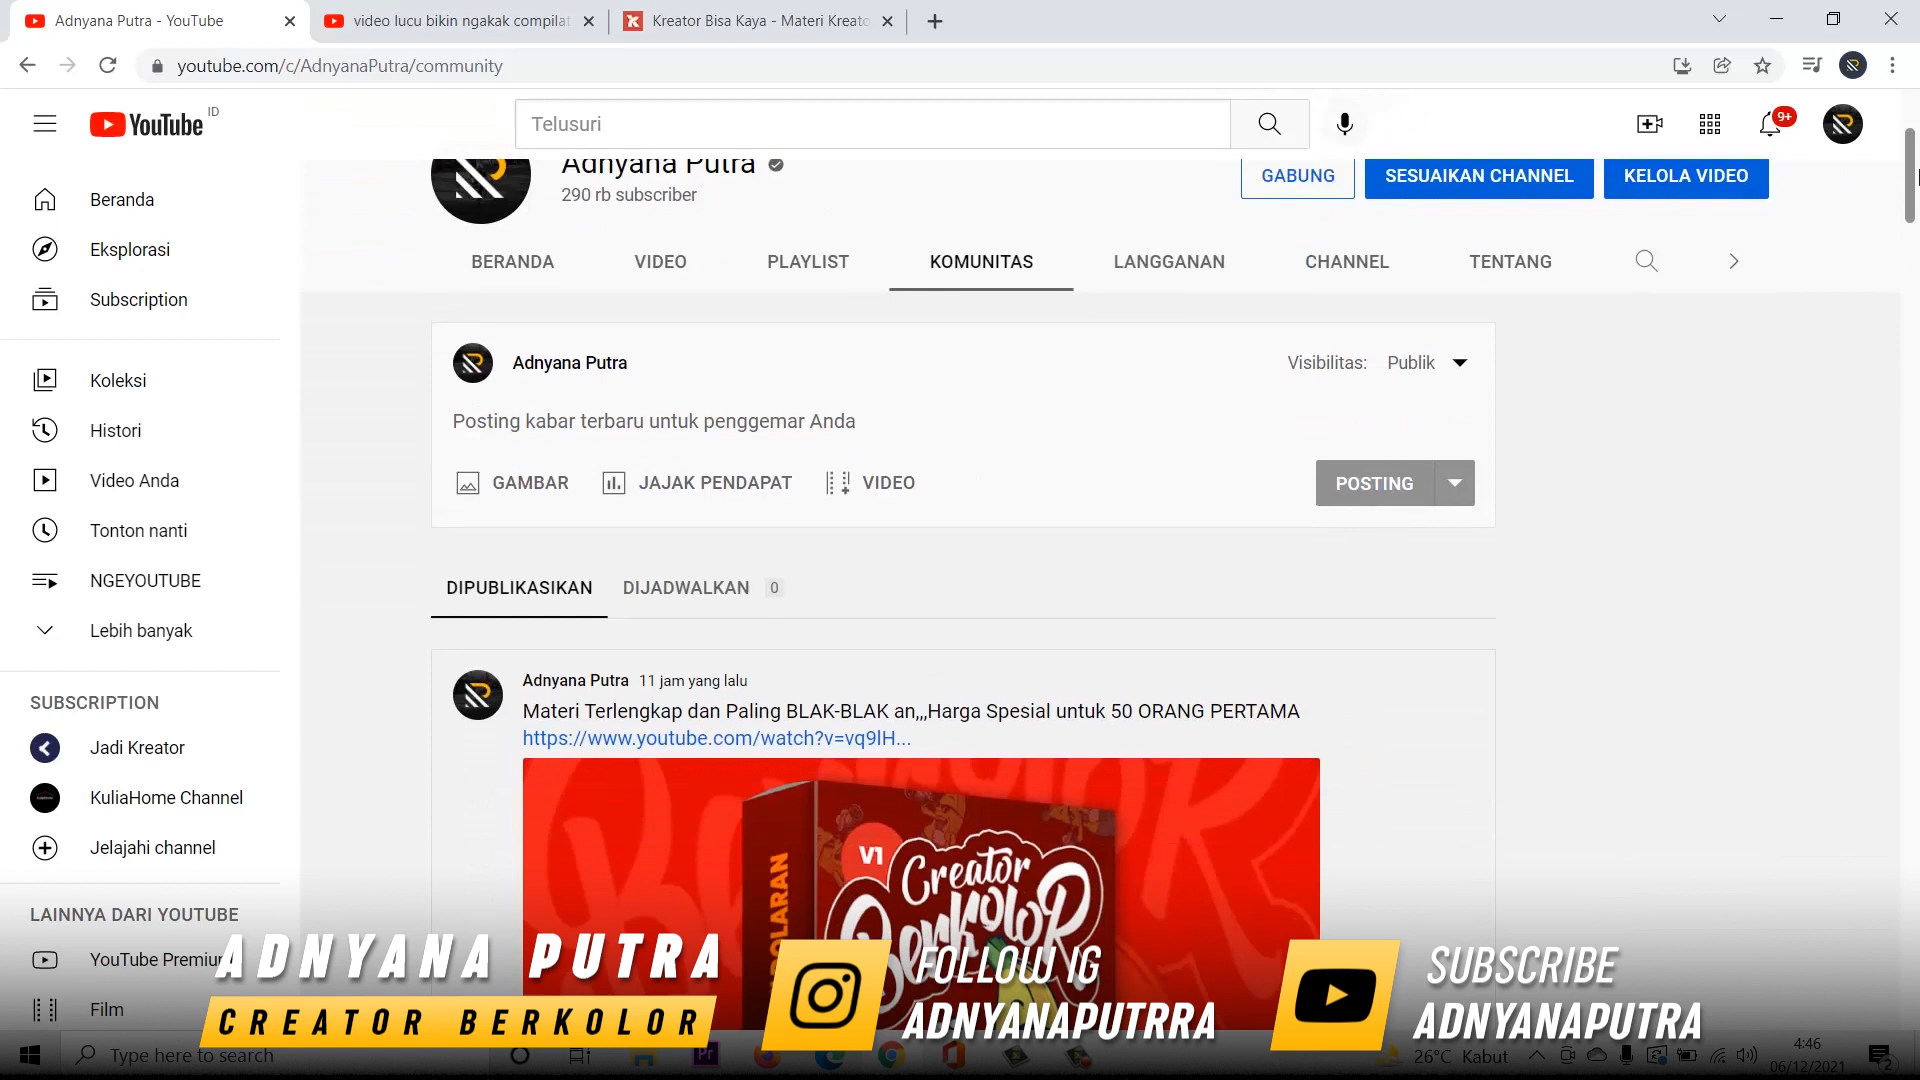 Adnyana Putra - YouTube
video lucu bikin ngakak compilat
Kreator Bisa Kaya - Materi Kreato
youtube.com/c/AdnyanaPutra/community
YouTube ID
Telusuri
9+
Adnyana Putra
290 rb subscriber
GABUNG
SESUAIKAN CHANNEL
KELOLA VIDEO
BERANDA
VIDEO
PLAYLIST
KOMUNITAS
LANGGANAN
CHANNEL
TENTANG
Beranda
Eksplorasi
Subscription
Koleksi
Histori
Video Anda
Tonton nanti
NGEYOUTUBE
Lebih banyak
SUBSCRIPTION
Jadi Kreator
KuliaHome Channel
Jelajahi channel
LAINNYA DARI YOUTUBE
YouTube Premium
Film
Adnyana Putra
Visibilitas: Publik
Posting kabar terbaru untuk penggemar Anda
GAMBAR
JAJAK PENDAPAT
VIDEO
POSTING
DIPUBLIKASIKAN
DIJADWALKAN 0
Adnyana Putra 11 jam yang lalu
Materi Terlengkap dan Paling BLAK-BLAK an,,,Harga Spesial untuk 50 ORANG PERTAMA
https://www.youtube.com/watch?v=vq9lH...
V1
Creator
Berkolor
ADNYANA PUTRA
CREATOR BERKOLOR
FOLLOW IG
ADNYANAPUTRRA
SUBSCRIBE
ADNYANAPUTRA
Type here to search
Pr
26°C Kabut
4:46
06/12/2021
2